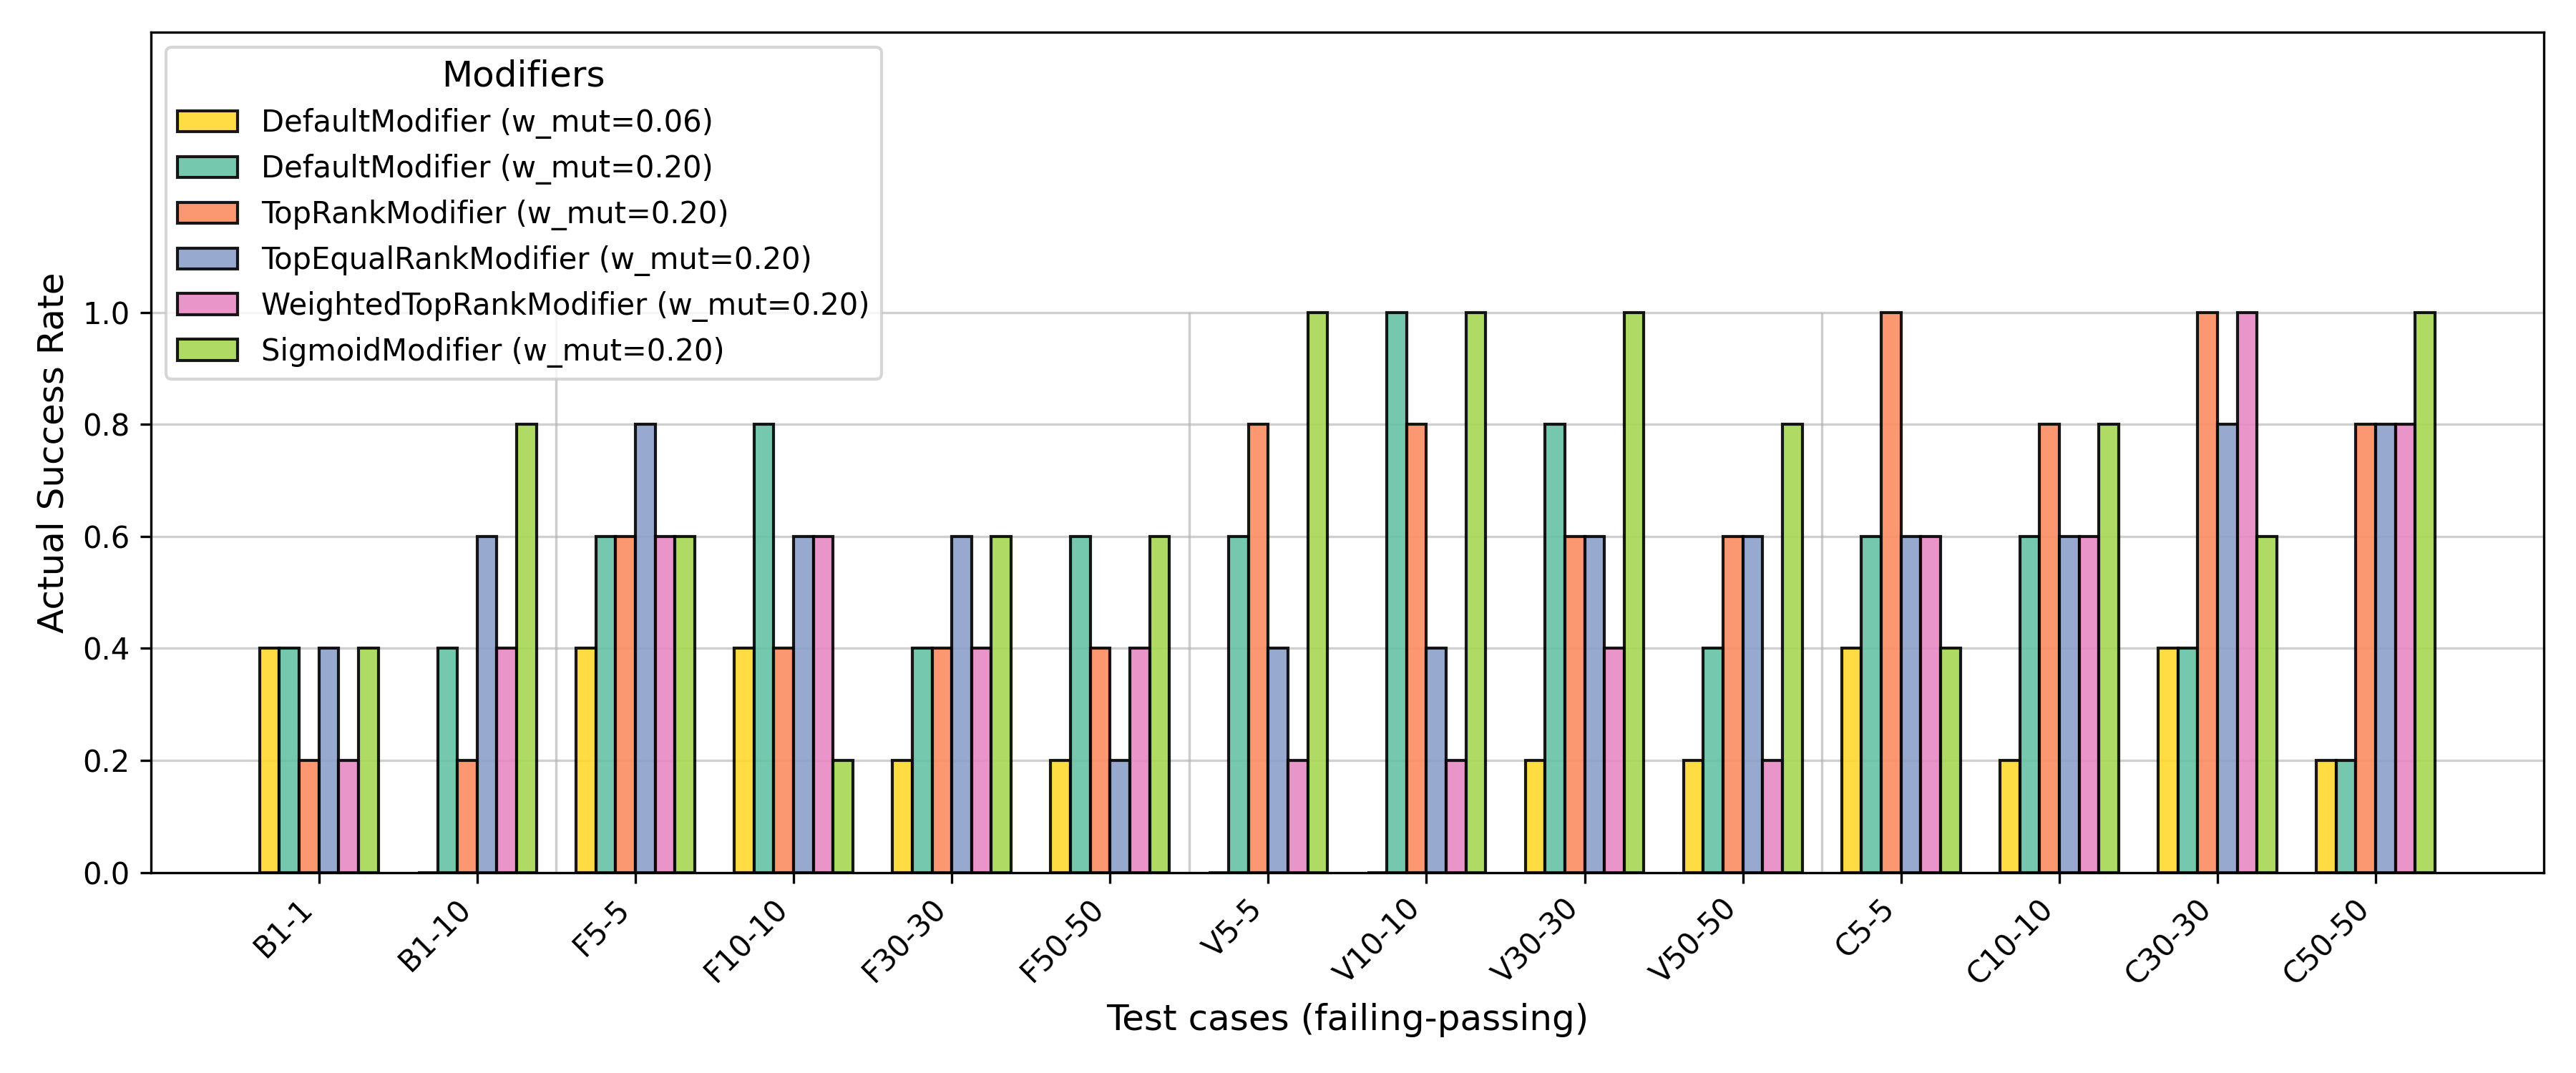 Modifiers
DefaultModifier (w_mut=0.06)
DefaultModifier (w_mut=0.20)
TopRankModifier (w_mut=0.20)
TopEqualRankModifier (w_mut=0.20)
WeightedTopRankModifier (w_mut=0.20)
SigmoidModifier (w_mut=0.20)
Actual Success Rate
1.0
0.8
0.6
0.4
0.2
0.0
B1-1
B1-10
F5-5
F10-10
F30-30
F50-50
V5-5
V10-10
V30-30
V50-50
C5-5
C10-10
C30-30
C50-50
Test cases (failing-passing)